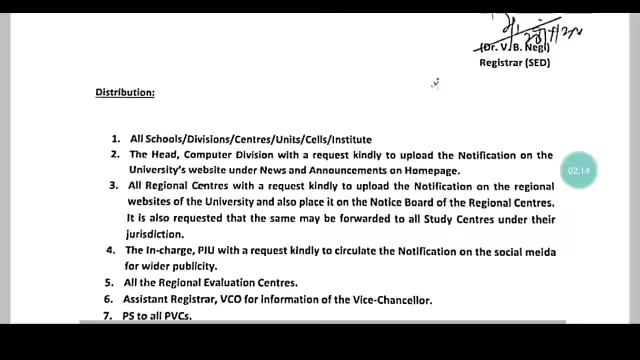 (Dr. V. B. Negi)
Registrar (SED)
Distribution:
1. All Schools/Divisions/Centres/Units/Cells/Institute
2. The Head, Computer Division with a request kindly to upload the Notification on the
University's website under News and Announcements on Homepage.
02:14
3. All Regional Centres with a request kindly to upload the Notification on the regional
websites of the University and also place it on the Notice Board of the Regional Centres.
It is also requested that the same may be forwarded to all Study Centres under their
jurisdiction.
4. The In-charge, PIU with a request kindly to circulate the Notification on the social meida
for wider publicity.
5. All the Regional Evaluation Centres.
6. Assistant Registrar, VCO for information of the Vice-Chancellor.
7. PS to all PVCs.